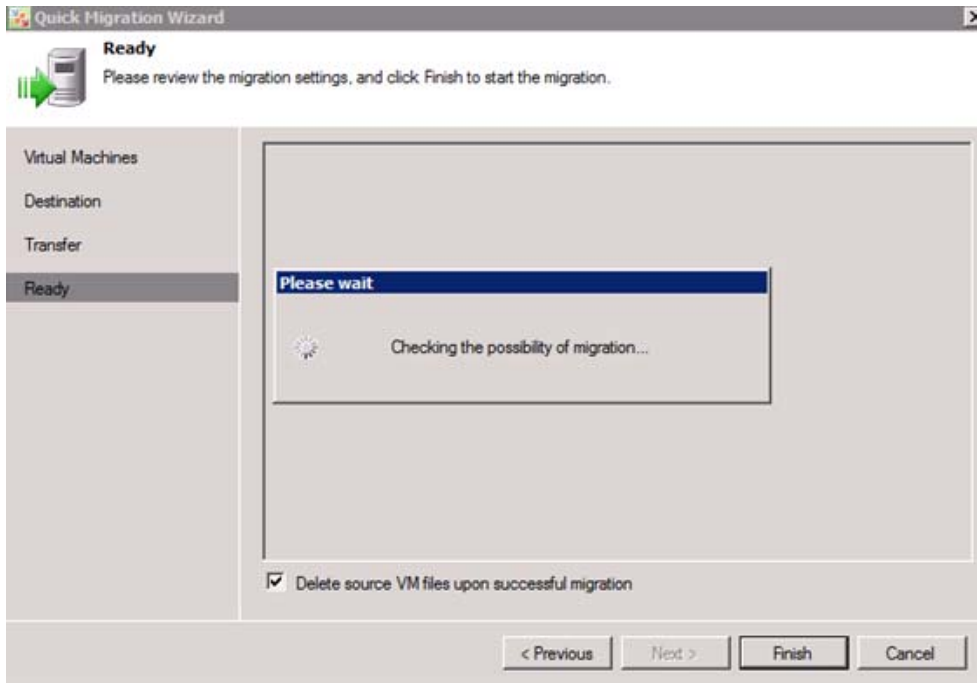 Quick Migration Wizard
Ready
Please review the migration settings, and click Finish to start the migration.
Virtual Machines
Destination
Transfer
Ready
Please wait
Checking the possibility of migration...
Delete source VM files upon successful migration
< Previous
Next >
Finish
Cancel